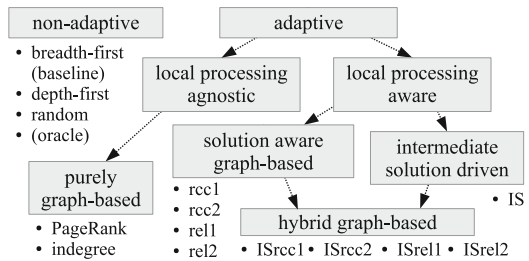 non-adaptive
• breadth-first
(baseline)
• depth-first
• random
• (oracle)
adaptive
local processing
agnostic
local processing
aware
purely
graph-based
• PageRank
• indegree
solution aware
graph-based
• rcc1
• rcc2
• rel1
• rel2
intermediate
solution driven
• IS
hybrid graph-based
• ISrcc1 • ISrcc2 • ISrel1 • ISrel2